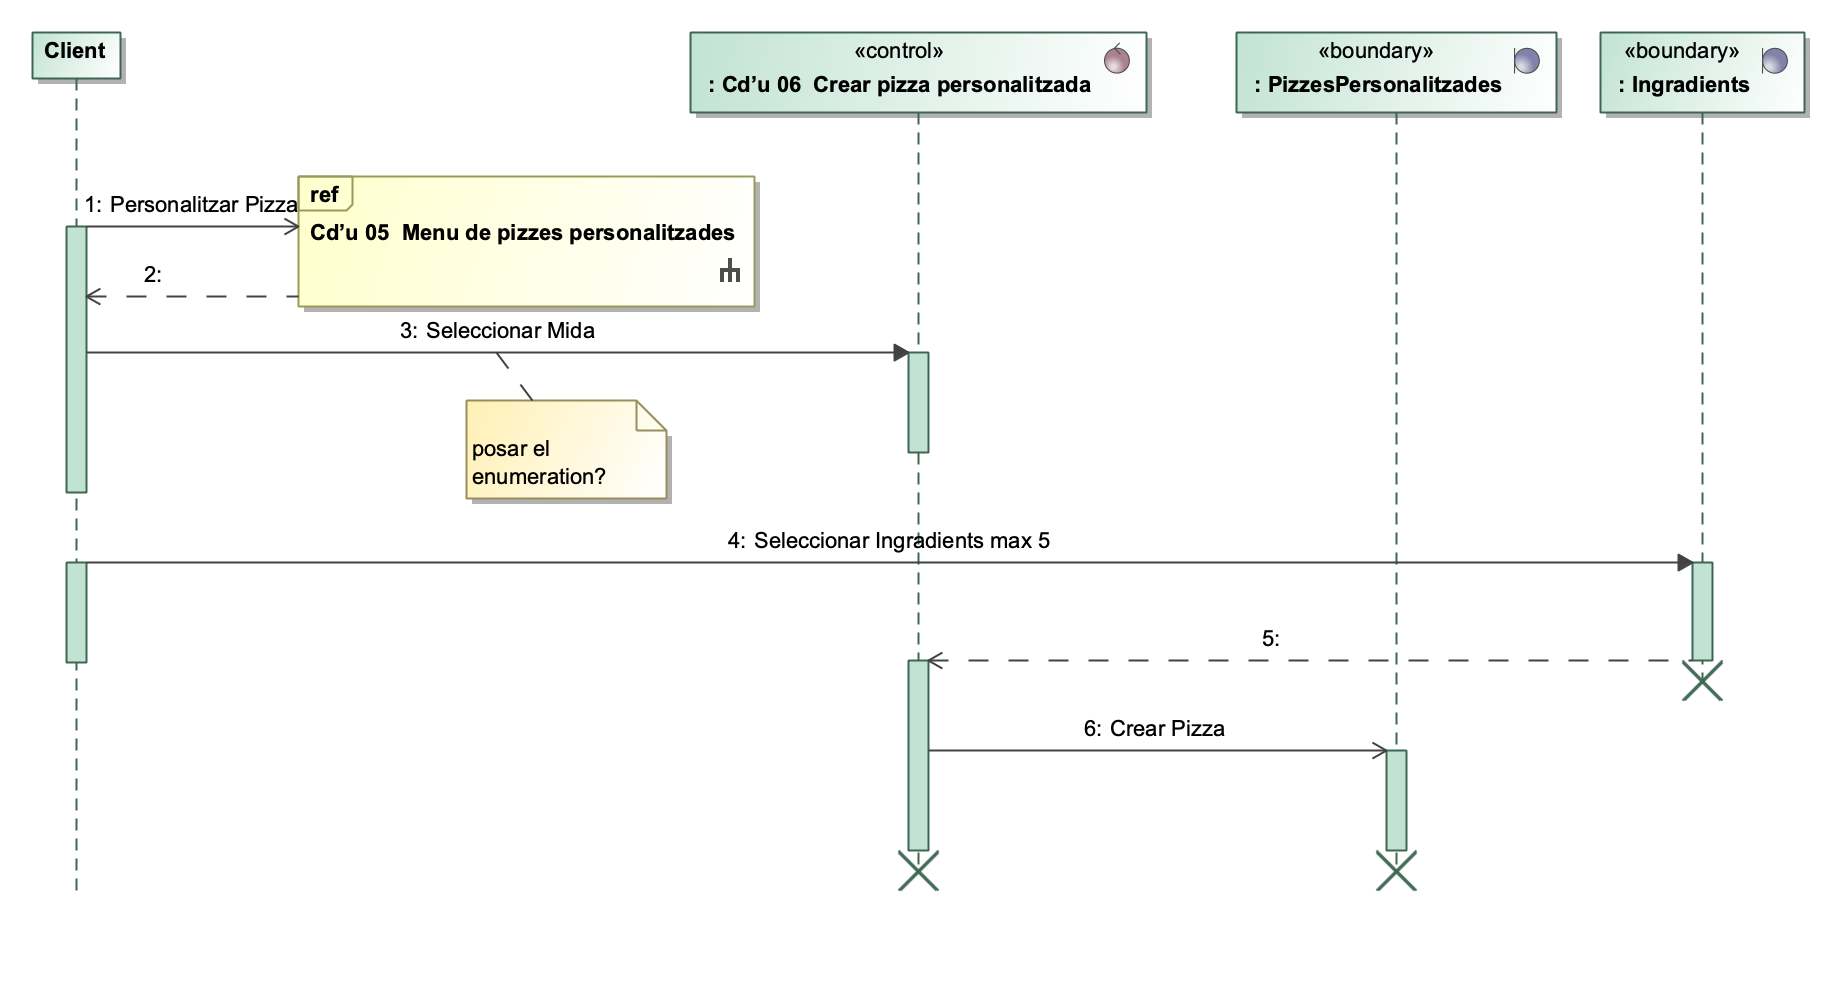 Client
«control»
: Cd’u 06  Crear pizza personalitzada
«boundary»
: PizzesPersonalitzades
«boundary»
: Ingradients
1: Personalitzar Pizza
ref
Cd’u 05  Menu de pizzes personalitzades
2:
3: Seleccionar Mida
posar el
enumeration?
4: Seleccionar Ingradients max 5
5:
6: Crear Pizza